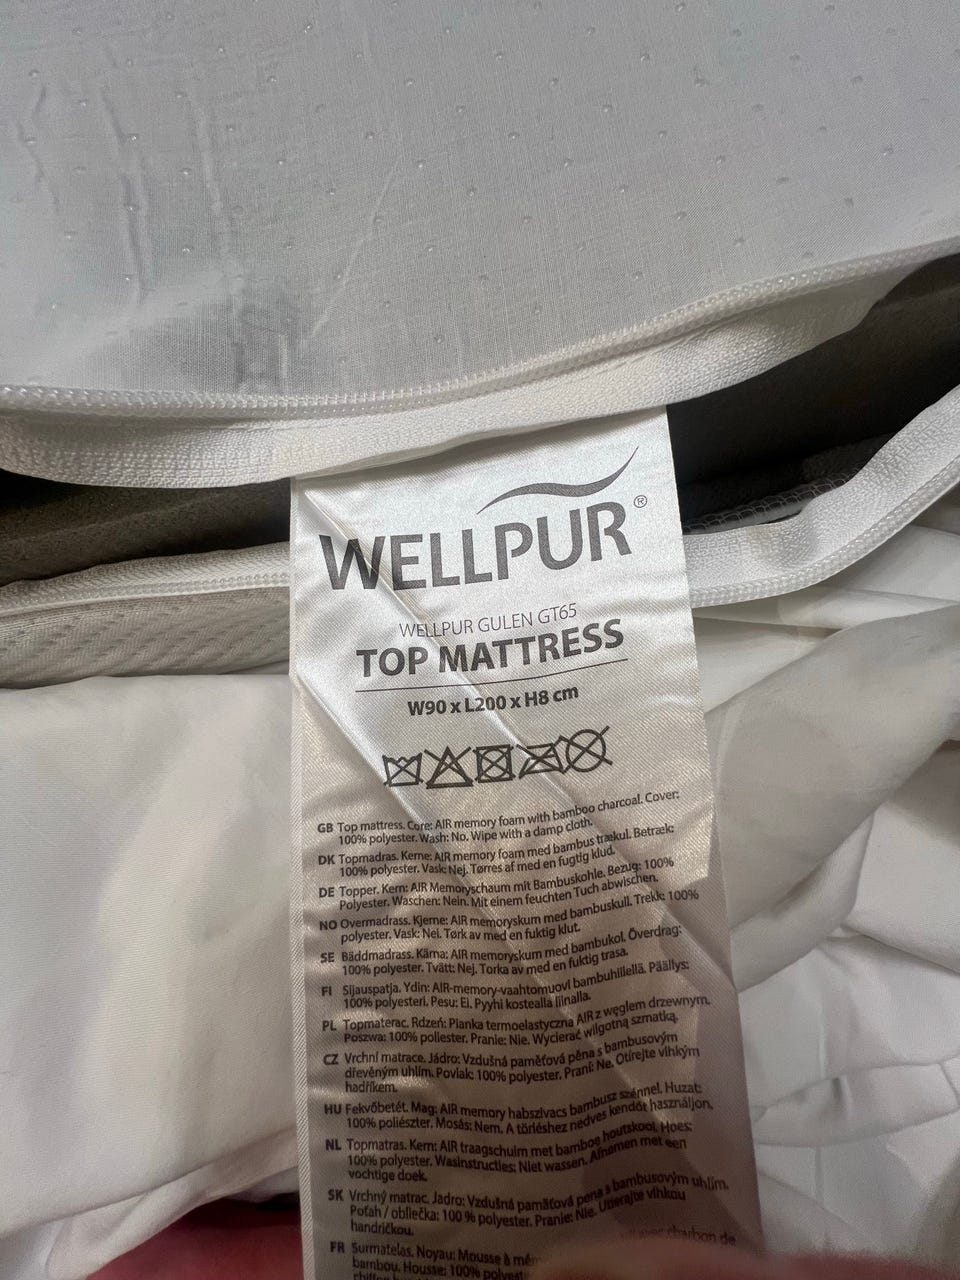 WELLPUR®
WELLPUR GULEN GT65
TOP MATTRESS
W90 x L200 x H8 cm
GB Top mattress. Core: AIR memory foam with bamboo charcoal. Cover:
100% polyester. Wash: No. Wipe with a damp cloth.
DK Topmadras. Kerne: AIR memory foam med bambus trækul. Betræk:
100% polyester. Vask: Nej. Tørres af med en fugtig klud.
DE Topper. Kern: AIR Memoryschaum mit Bambuskohle. Bezug: 100%
Polyester. Waschen: Nein. Mit einem feuchten Tuch abwischen.
NO Overmadrass. Kjerne: AIR memoryskum med bambuskull. Trekk: 100%
polyester. Vask: Nei. Tørk av med en fuktig klut.
SE Bäddmadrass. Kärna: AIR memoryskum med bambukol. Överdrag:
100% polyester. Tvätt: Nej. Torka av med en fuktig trasa.
FI Sijauspatja. Ydin: AIR-memory-vaahtomuovi bambuhiilellä. Päällys:
100% polyesteri. Pesu: Ei. Pyyhi kostealla liinalla.
PL Topmaterac. Rdzeń: Pianka termoelastyczna AIR z węglem drzewnym.
Poszwa: 100% poliester. Pranie: Nie. Wycierać wilgotną szmatką.
CZ Vrchní matrace. Jádro: Vzdušná paměťová pěna s bambusovým
dřevěným uhlím. Povlak: 100% polyester. Praní: Ne. Otírejte vlhkým
hadříkem.
HU Fekvőbetét. Mag: AIR memory habszivacs bambusz szénnel. Huzat:
100% poliészter. Mosás: Nem. A törléshez nedves kendőt használjon.
NL Topmatras. Kern: AIR traagschuim met bamboe houtskool. Hoes:
100% polyester. Wasinstructies: Niet wassen. Afnemen met een
vochtige doek.
SK Vrchný matrac. Jadro: Vzdušná pamäťová pena s bambusovým uhlím.
Poťah / obliečka: 100 % polyester. Pranie: Nie. Utierajte vlhkou
handričkou.
FR Surmatelas. Noyau: Mousse à charbon de
bambou. Housse: 100%